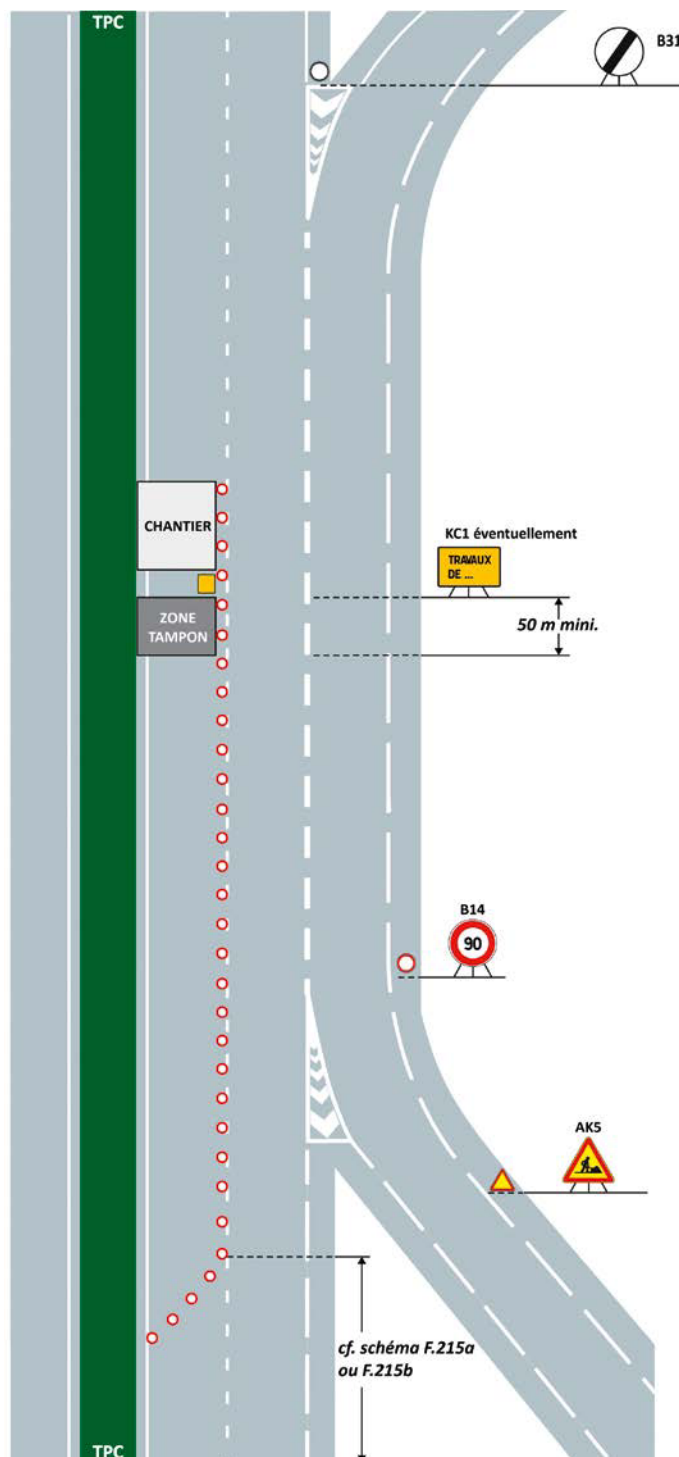 TPC
B31
CHANTIER
KC1 éventuellement
TRAVAUX
DE ...
ZONE
TAMPON
50 m mini.
B14
90
AK5
cf. schéma F.215a
ou F.215b
TPC